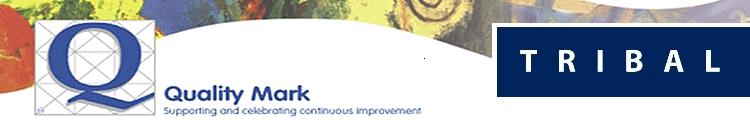 Q
Quality Mark
Supporting and celebrating continuous improvement
TRIBAL